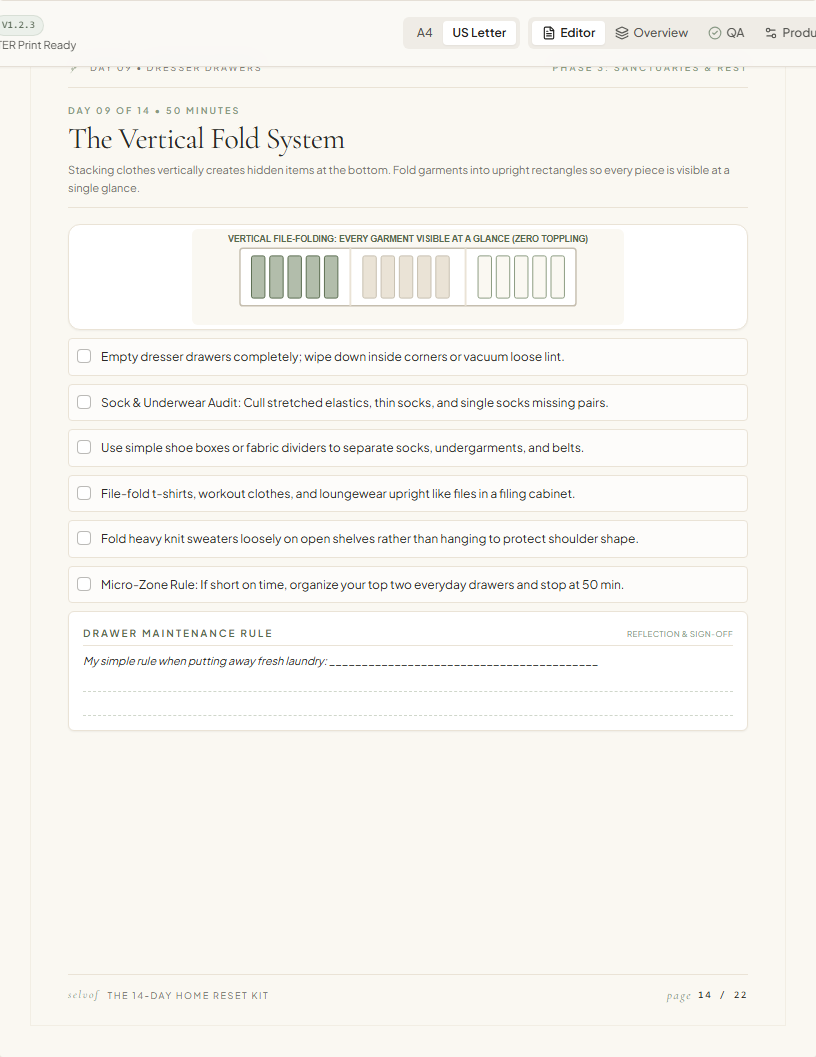 V1.2.3
TER Print Ready
A4
US Letter
Editor
Overview
QA
Produ
DAY 09 • DRESSER DRAWERS
PHASE 3: SANCTUARIES & REST
DAY 09 OF 14 • 50 MINUTES
The Vertical Fold System
Stacking clothes vertically creates hidden items at the bottom. Fold garments into upright rectangles so every piece is visible at a
single glance.
VERTICAL FILE-FOLDING: EVERY GARMENT VISIBLE AT A GLANCE (ZERO TOPPLING)
Empty dresser drawers completely; wipe down inside corners or vacuum loose lint.
Sock & Underwear Audit: Cull stretched elastics, thin socks, and single socks missing pairs.
Use simple shoe boxes or fabric dividers to separate socks, undergarments, and belts.
File-fold t-shirts, workout clothes, and loungewear upright like files in a filing cabinet.
Fold heavy knit sweaters loosely on open shelves rather than hanging to protect shoulder shape.
Micro-Zone Rule: If short on time, organize your top two everyday drawers and stop at 50 min.
DRAWER MAINTENANCE RULE
REFLECTION & SIGN-OFF
My simple rule when putting away fresh laundry: ________________________________________
selvof THE 14-DAY HOME RESET KIT
page 14 / 22